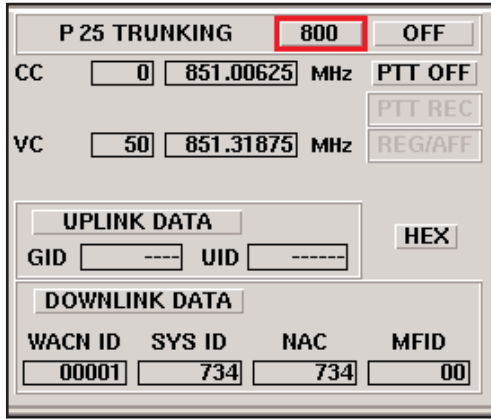 P 25 TRUNKING 800 OFF
CC 0 851.00625 MHz PTT OFF
PTT REC
VC 50 851.31875 MHz REG/AFF
UPLINK DATA
HEX
GID ---- UID ------
DOWNLINK DATA
WACN ID SYS ID NAC MFID
00001 734 734 00